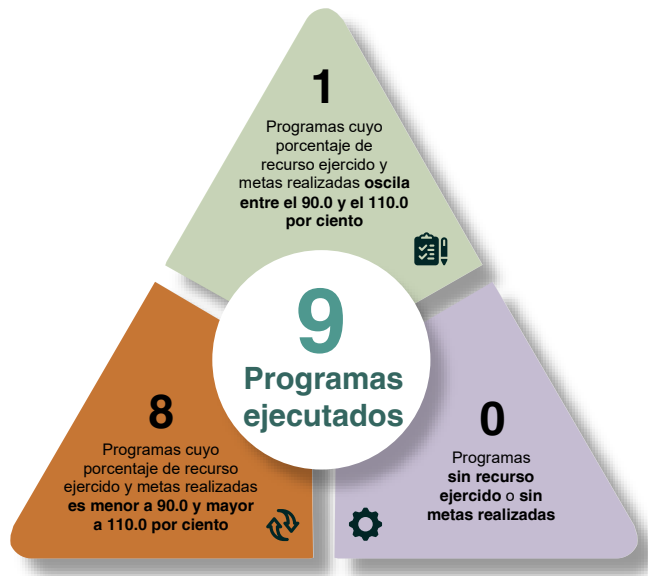 1
Programas cuyo
porcentaje de
recurso ejercido y
metas realizadas oscila
entre el 90.0 y el 110.0
por ciento
9
Programas
ejecutados
8
Programas cuyo
porcentaje de recurso
ejercido y metas realizadas
es menor a 90.0 y mayor
a 110.0 por ciento
0
Programas
sin recurso
ejercido o sin
metas realizadas